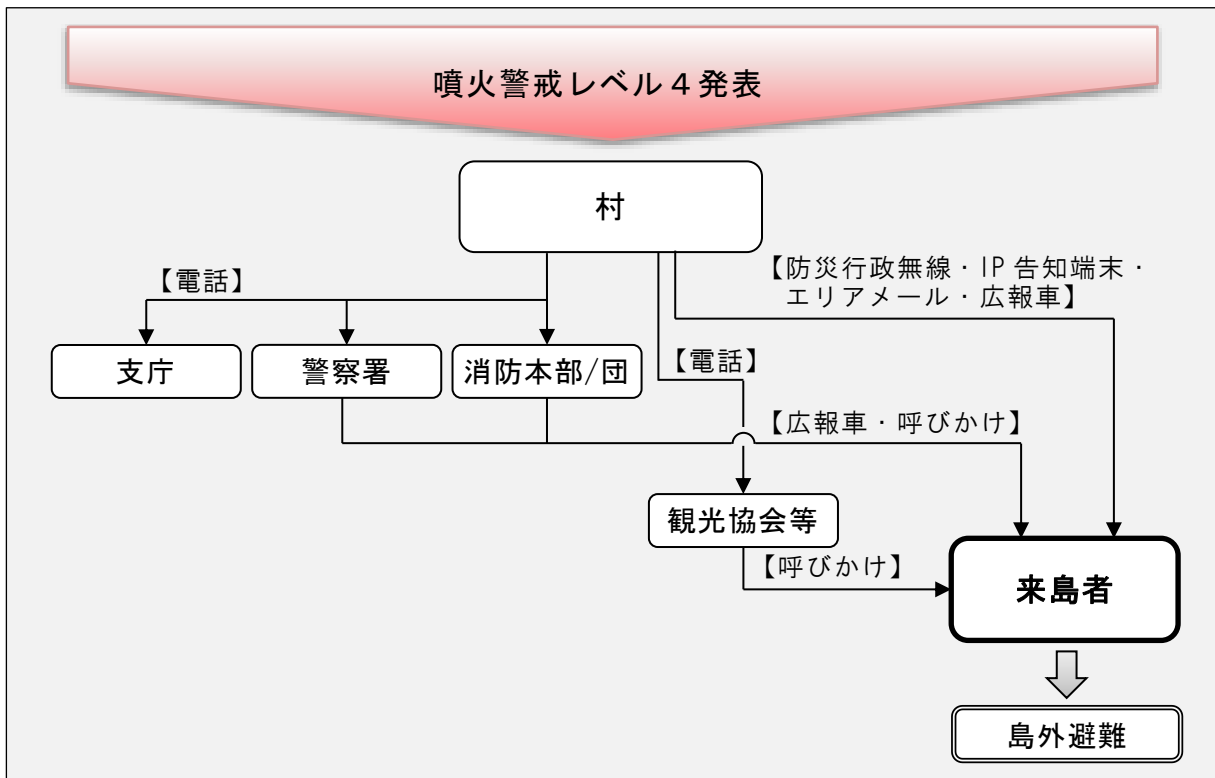 噴火警戒レベル４発表
村
【防災行政無線・IP 告知端末・
エリアメール・広報車】
【電話】
支庁
警察署
消防本部/団
【電話】
【広報車・呼びかけ】
観光協会等
【呼びかけ】
来島者
島外避難